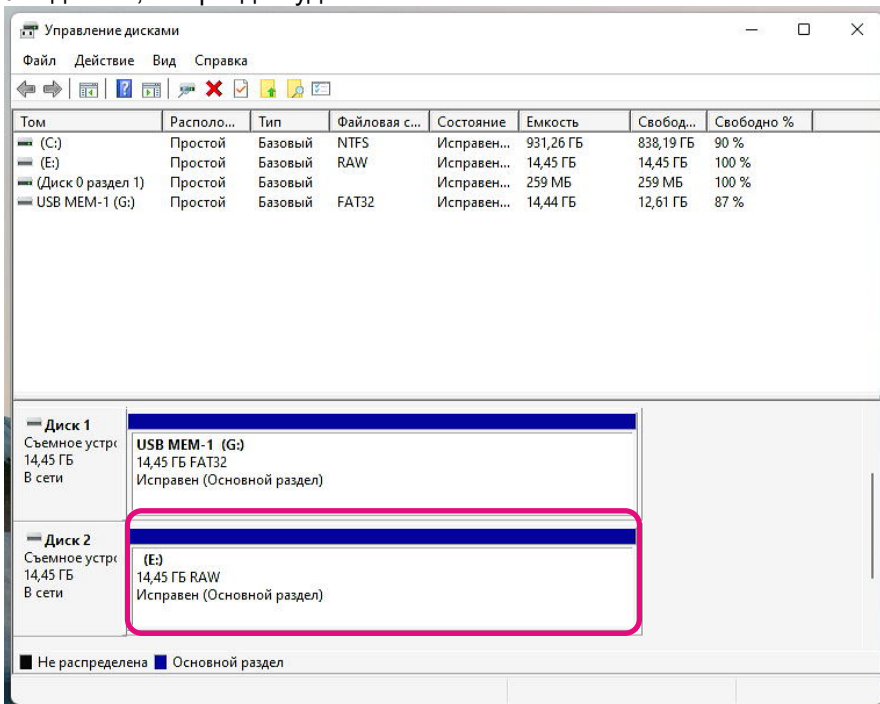 Управление дисками
Файл Действие Вид Справка
Том Располо... Тип Файловая с... Состояние Емкость Свобод... Свободно %
(C:) Простой Базовый NTFS Исправен... 931,26 ГБ 838,19 ГБ 90 %
(E:) Простой Базовый RAW Исправен... 14,45 ГБ 14,45 ГБ 100 %
(Диск 0 раздел 1) Простой Базовый Исправен... 259 МБ 259 МБ 100 %
USB MEM-1 (G:) Простой Базовый FAT32 Исправен... 14,44 ГБ 12,61 ГБ 87 %
Диск 1
Съемное устрс
14,45 ГБ
В сети
USB MEM-1 (G:)
14,45 ГБ FAT32
Исправен (Основной раздел)
Диск 2
Съемное устрс
14,45 ГБ
В сети
(E:)
14,45 ГБ RAW
Исправен (Основной раздел)
Не распределена Основной раздел